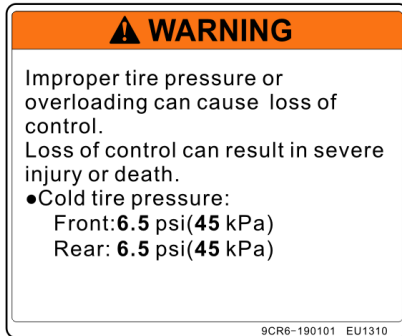 WARNING
Improper tire pressure or
overloading can cause loss of
control.
Loss of control can result in severe
injury or death.
●Cold tire pressure:
Front:6.5 psi(45 kPa)
Rear: 6.5 psi(45 kPa)
9CR6-190101 EU1310